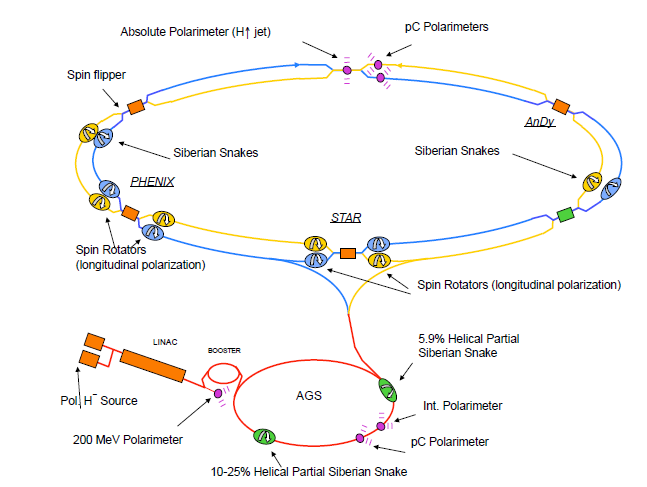 Absolute Polarimeter (H↑ jet)
pC Polarimeters
Spin flipper
AnDy
Siberian Snakes
Siberian Snakes
PHENIX
STAR
Spin Rotators
(longitudinal polarization)
Spin Rotators (longitudinal polarization)
5.9% Helical Partial
Siberian Snake
LINAC
BOOSTER
AGS
Pol. H⁻ Source
Int. Polarimeter
200 MeV Polarimeter
pC Polarimeter
10-25% Helical Partial Siberian Snake